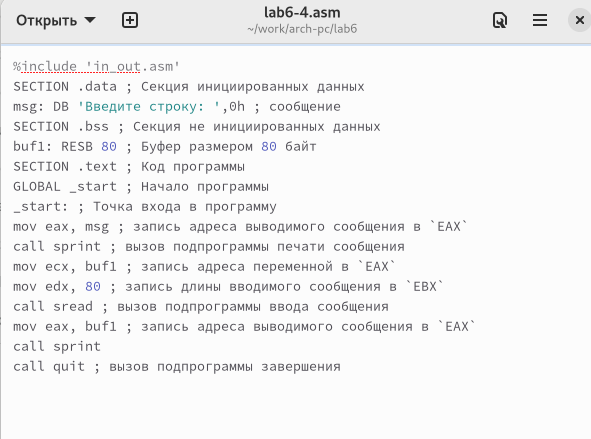 Открыть
lab6-4.asm
~/work/arch-pc/lab6
%include 'in_out.asm'
SECTION .data ; Секция инициированных данных
msg: DB 'Введите строку: ',0h ; сообщение
SECTION .bss ; Секция не инициированных данных
buf1: RESB 80 ; Буфер размером 80 байт
SECTION .text ; Код программы
GLOBAL _start ; Начало программы
_start: ; Точка входа в программу
mov eax, msg ; запись адреса выводимого сообщения в `EAX`
call sprint ; вызов подпрограммы печати сообщения
mov ecx, buf1 ; запись адреса переменной в `EAX`
mov edx, 80 ; запись длины вводимого сообщения в `EBX`
call sread ; вызов подпрограммы ввода сообщения
mov eax, buf1 ; запись адреса выводимого сообщения в `EAX`
call sprint
call quit ; вызов подпрограммы завершения